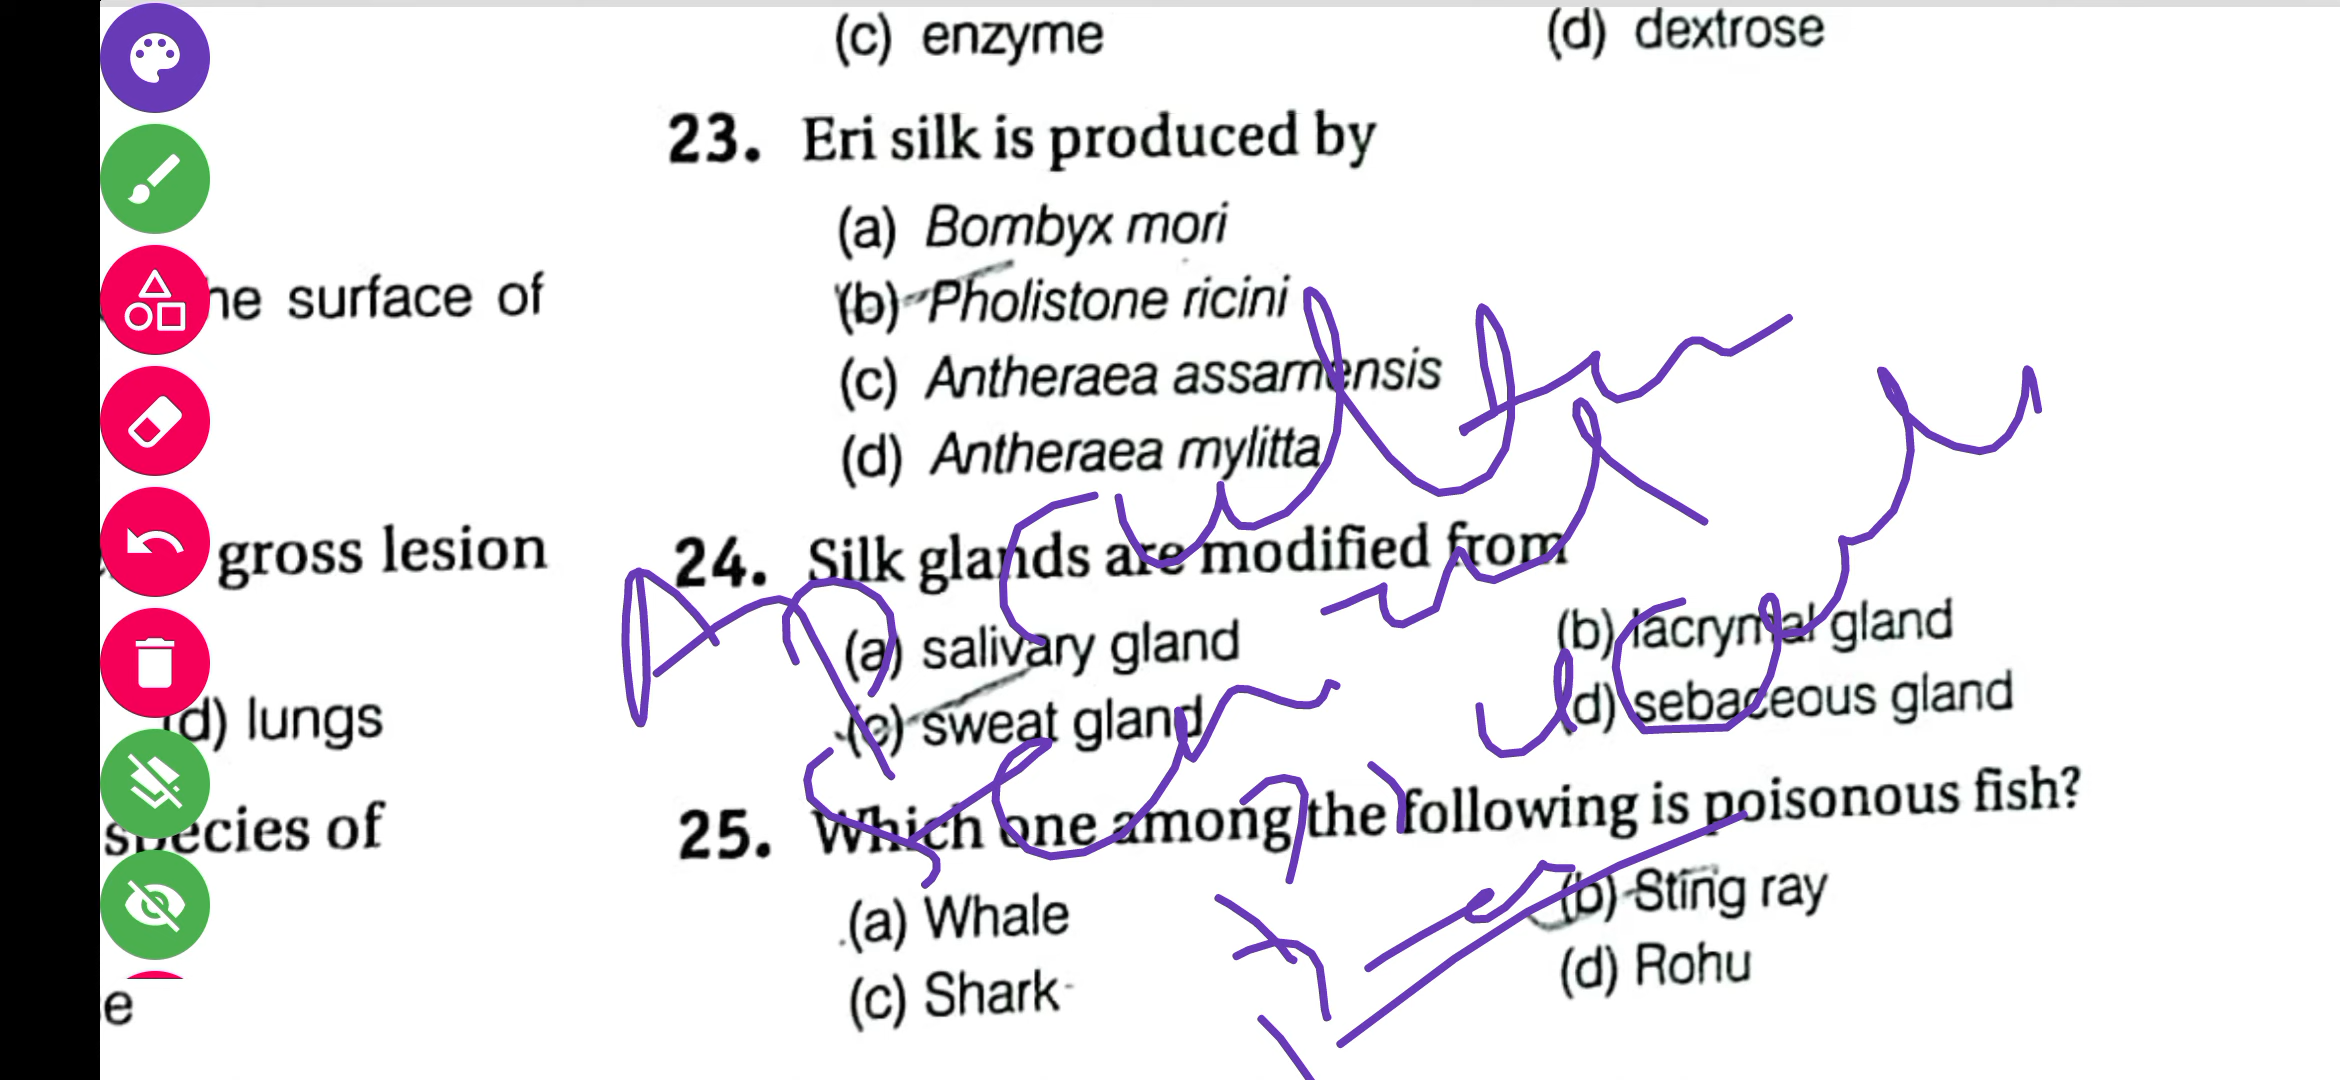 (c) enzyme
(d) dextrose
23. Eri silk is produced by
(a) Bombyx mori
(b) Pholistone ricini
(c) Antheraea assamensis
(d) Antheraea mylitta
24. Silk glands are modified from
(a) salivary gland
(b) lacrymal gland
(c) sweat gland
(d) sebaceous gland
25. Which one among the following is poisonous fish?
(a) Whale
(b) Sting ray
(c) Shark
(d) Rohu
he surface of
gross lesion
(d) lungs
species of
e